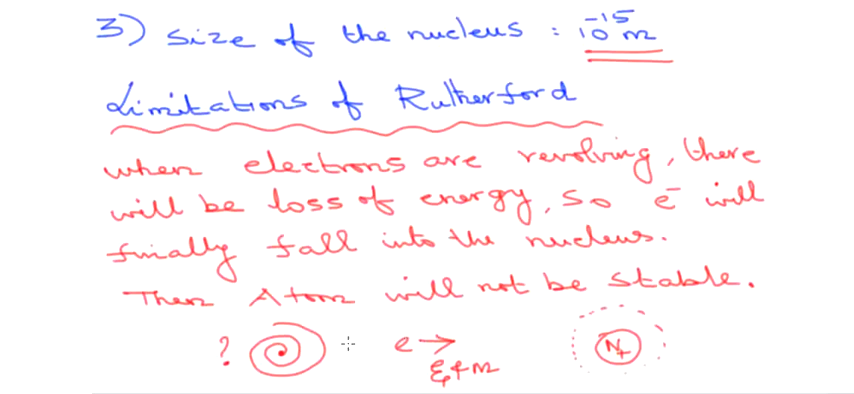 3) Size of the nucleus : 10⁻¹⁵ m
Limitations of Rutherford
when electrons are revolving, there
will be loss of energy, so e⁻ will
finally fall into the nucleus.
Then Atom will not be stable.
? e → N+
E, f m